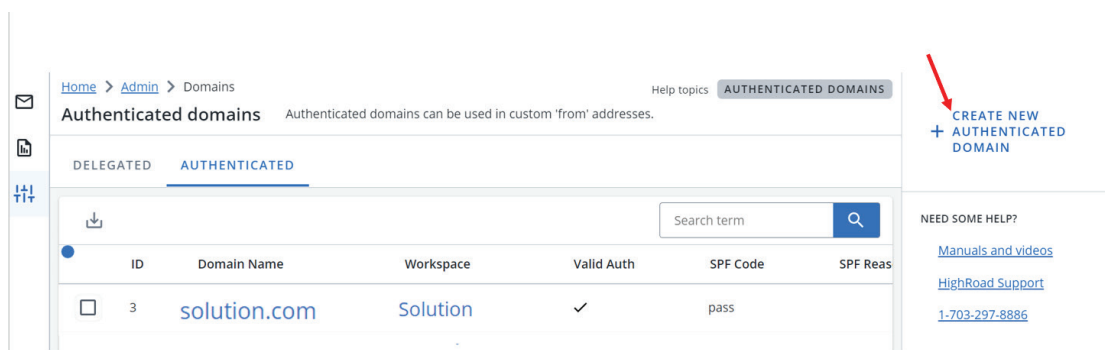 Home > Admin > Domains
Help topics AUTHENTICATED DOMAINS
Authenticated domains Authenticated domains can be used in custom 'from' addresses.
DELEGATED AUTHENTICATED
Search term
ID Domain Name Workspace Valid Auth SPF Code SPF Reas
3 solution.com Solution pass
+ CREATE NEW
AUTHENTICATED
DOMAIN
NEED SOME HELP?
Manuals and videos
HighRoad Support
1-703-297-8886